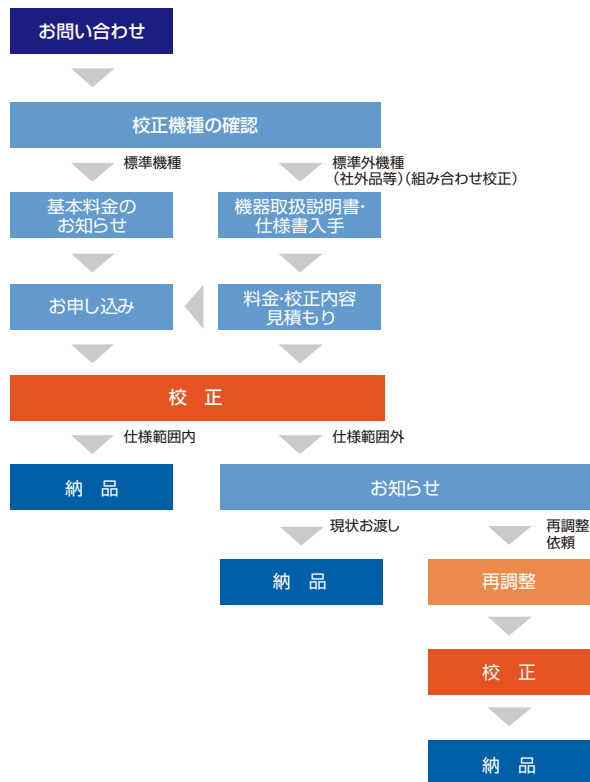 お問い合わせ
校正機種の確認
標準機種
標準外機種
（社外品等）（組み合わせ校正）
基本料金の
お知らせ
機器取扱説明書・
仕様書入手
お申し込み
料金・校正内容
見積もり
校　正
仕様範囲内
仕様範囲外
納　品
お知らせ
現状お渡し
再調整
依頼
納　品
再調整
校　正
納　品